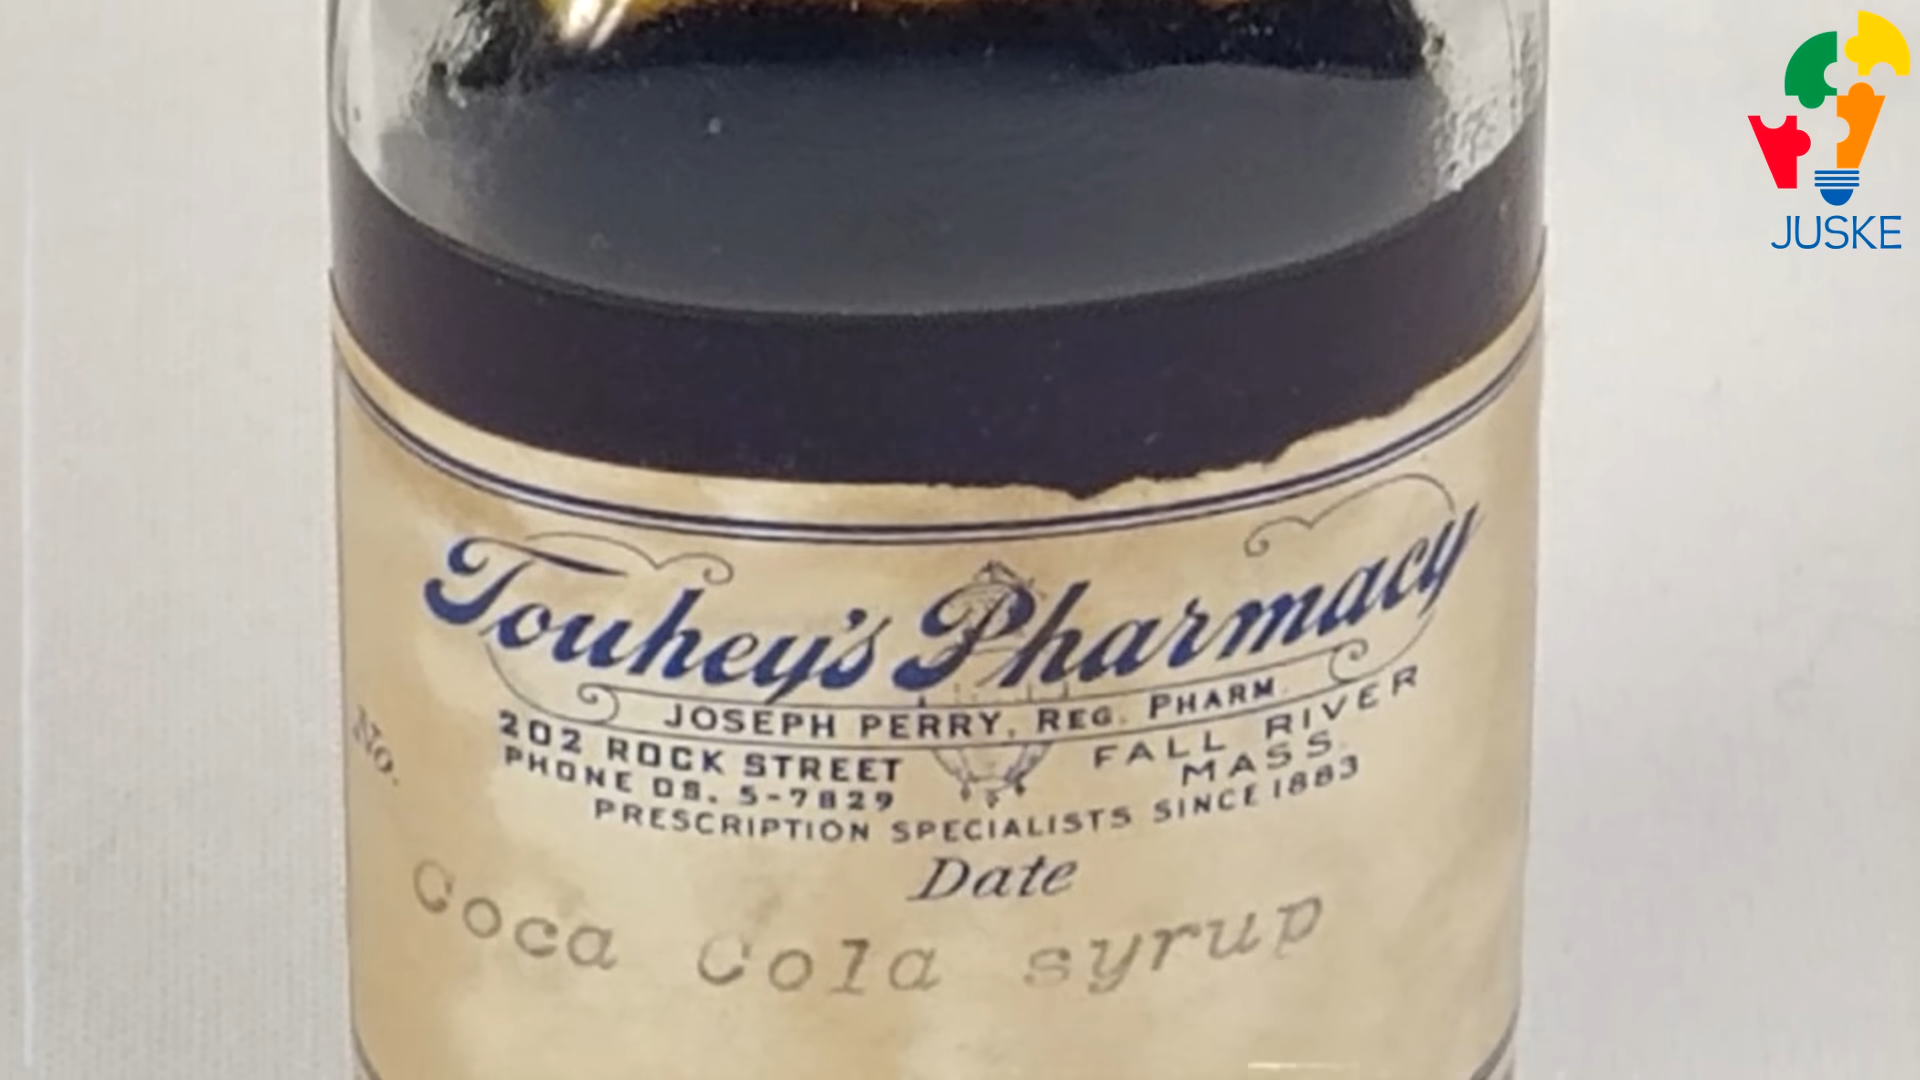 JUSKE
Touhey's Pharmacy
JOSEPH PERRY, REG. PHARM.
202 ROCK STREET
PHONE OS. 5-7829
FALL RIVER
MASS.
PRESCRIPTION SPECIALISTS SINCE 1883
No.
Date
Coca Cola syrup